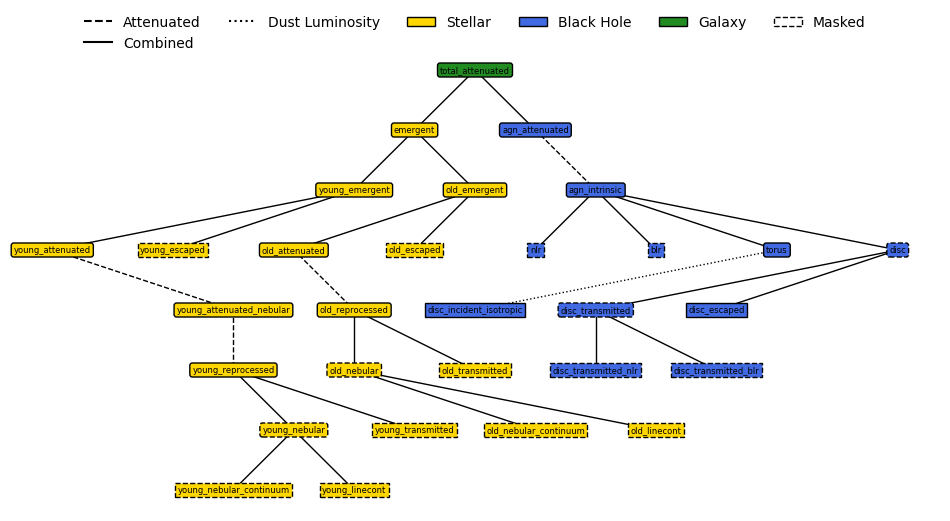 Attenuated
Dust Luminosity
Stellar
Black Hole
Galaxy
Masked
Combined
total_attenuated
emergent
agn_attenuated
young_emergent
old_emergent
agn_intrinsic
young_attenuated
young_escaped
old_attenuated
old_escaped
nlr
blr
torus
disc
young_attenuated_nebular
old_reprocessed
disc_incident_isotropic
disc_transmitted
disc_escaped
young_reprocessed
old_nebular
old_transmitted
disc_transmitted_nlr
disc_transmitted_blr
young_nebular
young_transmitted
old_nebular_continuum
old_linecont
young_nebular_continuum
young_linecont